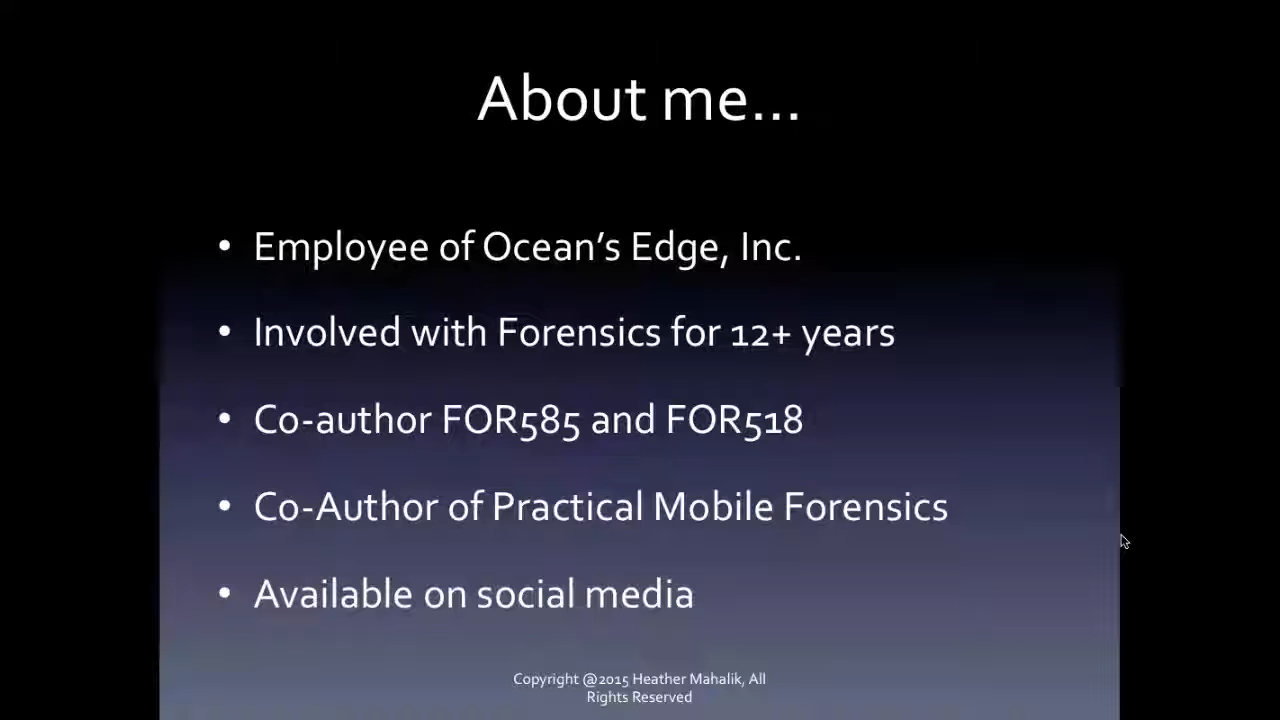 About me...
• Employee of Ocean’s Edge, Inc.
• Involved with Forensics for 12+ years
• Co-author FOR585 and FOR518
• Co-Author of Practical Mobile Forensics
• Available on social media
Copyright @2015 Heather Mahalik, All
Rights Reserved